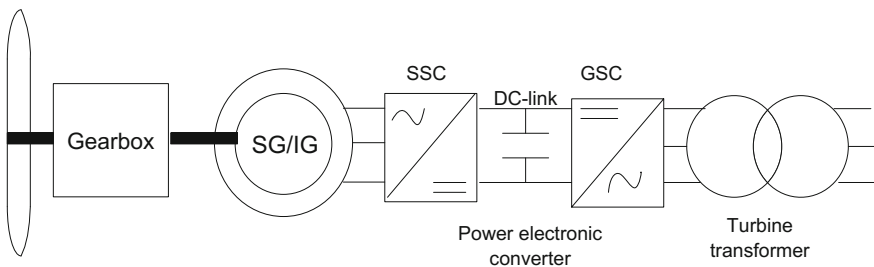 SSC
GSC
DC-link
Gearbox
SG/IG
Power electronic
converter
Turbine
transformer